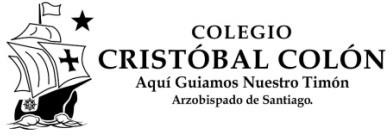 COLEGIO
CRISTÓBAL COLÓN
Aquí Guiamos Nuestro Timón
Arzobispado de Santiago.